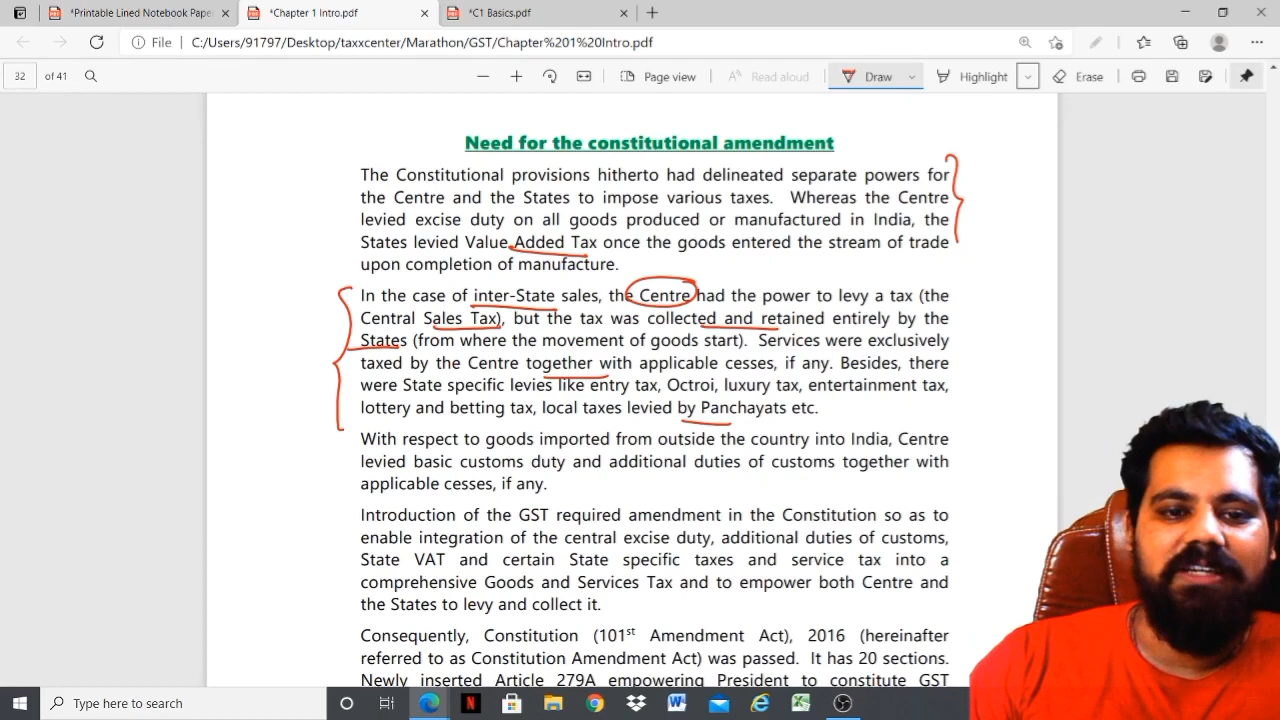 *Printable Lined Notebook Pape
*Chapter 1 Intro.pdf
*C1 Basics.pdf
File
C:/Users/91797/Desktop/taxxcenter/Marathon/GST/Chapter%201%20Intro.pdf
32 of 41
Page view
Read aloud
Draw
Highlight
Erase
Need for the constitutional amendment
The Constitutional provisions hitherto had delineated separate powers for
the Centre and the States to impose various taxes. Whereas the Centre
levied excise duty on all goods produced or manufactured in India, the
States levied Value Added Tax once the goods entered the stream of trade
upon completion of manufacture.
In the case of inter-State sales, the Centre had the power to levy a tax (the
Central Sales Tax), but the tax was collected and retained entirely by the
States (from where the movement of goods start). Services were exclusively
taxed by the Centre together with applicable cesses, if any. Besides, there
were State specific levies like entry tax, Octroi, luxury tax, entertainment tax,
lottery and betting tax, local taxes levied by Panchayats etc.
With respect to goods imported from outside the country into India, Centre
levied basic customs duty and additional duties of customs together with
applicable cesses, if any.
Introduction of the GST required amendment in the Constitution so as to
enable integration of the central excise duty, additional duties of customs,
State VAT and certain State specific taxes and service tax into a
comprehensive Goods and Services Tax and to empower both Centre and
the States to levy and collect it.
Consequently, Constitution (101st Amendment Act), 2016 (hereinafter
referred to as Constitution Amendment Act) was passed. It has 20 sections.
Newly inserted Article 279A empowering President to constitute GST
Type here to search